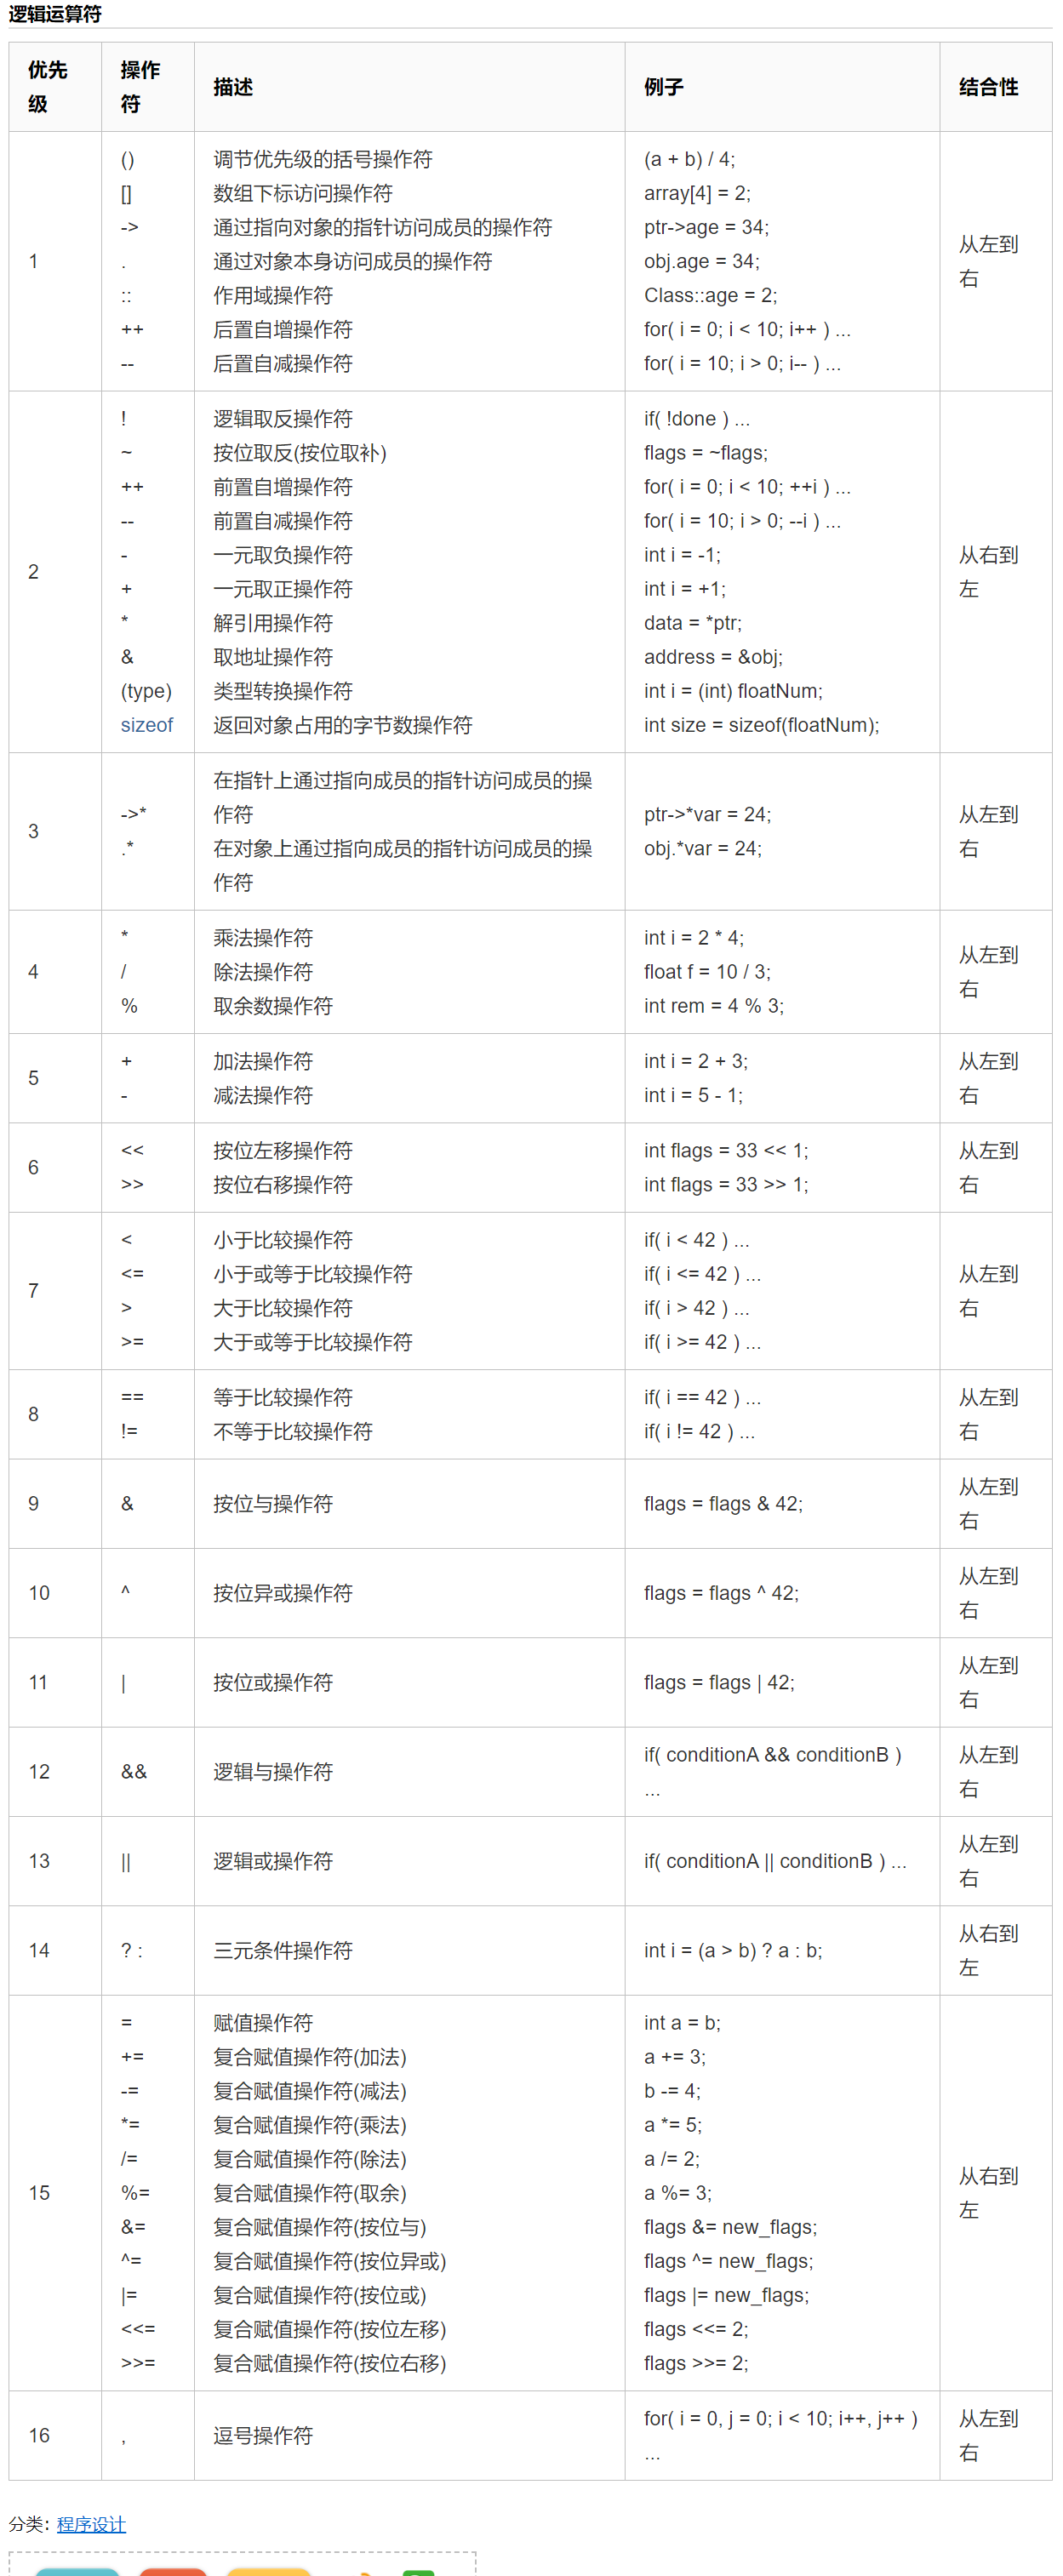 逻辑运算符
优先级 操作符 描述 例子 结合性
1 从左到右
() 调节优先级的括号操作符 (a + b) / 4;
[] 数组下标访问操作符 array[4] = 2;
-> 通过指向对象的指针访问成员的操作符 ptr->age = 34;
. 通过对象本身访问成员的操作符 obj.age = 34;
:: 作用域操作符 Class::age = 2;
++ 后置自增操作符 for( i = 0; i < 10; i++ ) ...
-- 后置自减操作符 for( i = 10; i > 0; i-- ) ...
2 从右到左
! 逻辑取反操作符 if( !done ) ...
~ 按位取反(按位取补) flags = ~flags;
++ 前置自增操作符 for( i = 0; i < 10; ++i ) ...
-- 前置自减操作符 for( i = 10; i > 0; --i ) ...
- 一元取负操作符 int i = -1;
+ 一元取正操作符 int i = +1;
* 解引用操作符 data = *ptr;
& 取地址操作符 address = &obj;
(type) 类型转换操作符 int i = (int) floatNum;
sizeof 返回对象占用的字节数操作符 int size = sizeof(floatNum);
3 从左到右
->* 在指针上通过指向成员的指针访问成员的操作符 ptr->*var = 24;
.* 在对象上通过指向成员的指针访问成员的操作符 obj.*var = 24;
4 从左到右
* 乘法操作符 int i = 2 * 4;
/ 除法操作符 float f = 10 / 3;
% 取余数操作符 int rem = 4 % 3;
5 从左到右
+ 加法操作符 int i = 2 + 3;
- 减法操作符 int i = 5 - 1;
6 从左到右
<< 按位左移操作符 int flags = 33 << 1;
>> 按位右移操作符 int flags = 33 >> 1;
7 从左到右
< 小于比较操作符 if( i < 42 ) ...
<= 小于或等于比较操作符 if( i <= 42 ) ...
> 大于比较操作符 if( i > 42 ) ...
>= 大于或等于比较操作符 if( i >= 42 ) ...
8 从左到右
== 等于比较操作符 if( i == 42 ) ...
!= 不等于比较操作符 if( i != 42 ) ...
9 & 按位与操作符 flags = flags & 42; 从左到右
10 ^ 按位异或操作符 flags = flags ^ 42; 从左到右
11 | 按位或操作符 flags = flags | 42; 从左到右
12 && 逻辑与操作符 if( conditionA && conditionB ) ... 从左到右
13 || 逻辑或操作符 if( conditionA || conditionB ) ... 从左到右
14 ? : 三元条件操作符 int i = (a > b) ? a : b; 从右到左
15 从右到左
= 赋值操作符 int a = b;
+= 复合赋值操作符(加法) a += 3;
-= 复合赋值操作符(减法) b -= 4;
*= 复合赋值操作符(乘法) a *= 5;
/= 复合赋值操作符(除法) a /= 2;
%= 复合赋值操作符(取余) a %= 3;
&= 复合赋值操作符(按位与) flags &= new_flags;
^= 复合赋值操作符(按位异或) flags ^= new_flags;
|= 复合赋值操作符(按位或) flags |= new_flags;
<<= 复合赋值操作符(按位左移) flags <<= 2;
>>= 复合赋值操作符(按位右移) flags >>= 2;
16 , 逗号操作符 for( i = 0, j = 0; i < 10; i++, j++ ) ... 从左到右
分类: 程序设计